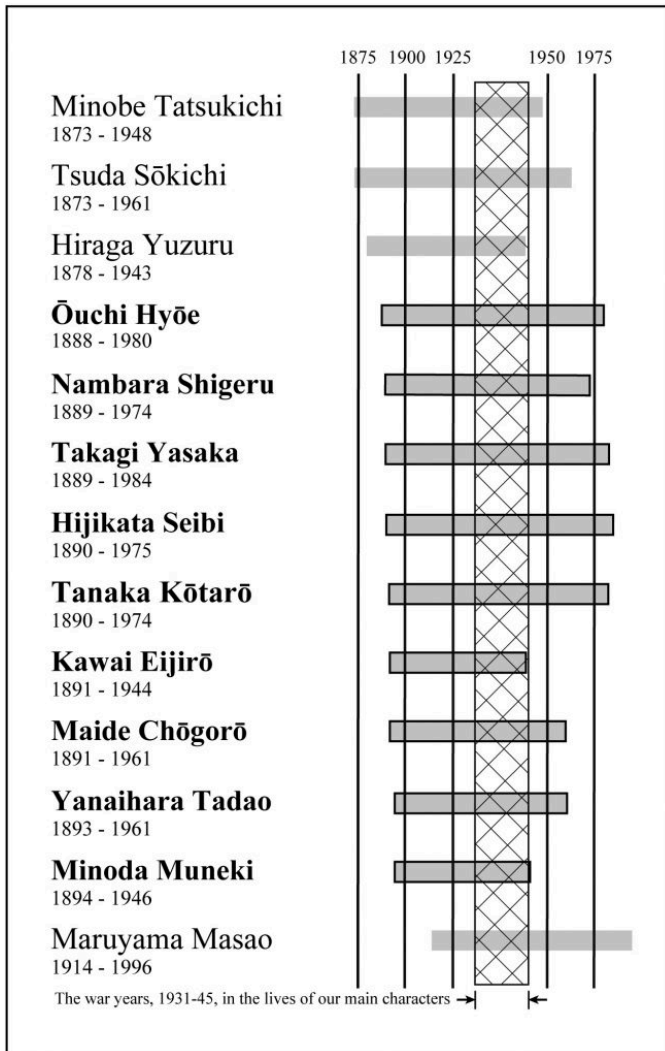 1875 1900 1925 1950 1975
Minobe Tatsukichi
1873 - 1948
Tsuda Sōkichi
1873 - 1961
Hiraga Yuzuru
1878 - 1943
Ōuchi Hyōe
1888 - 1980
Nambara Shigeru
1889 - 1974
Takagi Yasaka
1889 - 1984
Hijikata Seibi
1890 - 1975
Tanaka Kōtarō
1890 - 1974
Kawai Eijirō
1891 - 1944
Maide Chōgorō
1891 - 1961
Yanaihara Tadao
1893 - 1961
Minoda Muneki
1894 - 1946
Maruyama Masao
1914 - 1996
The war years, 1931-45, in the lives of our main characters